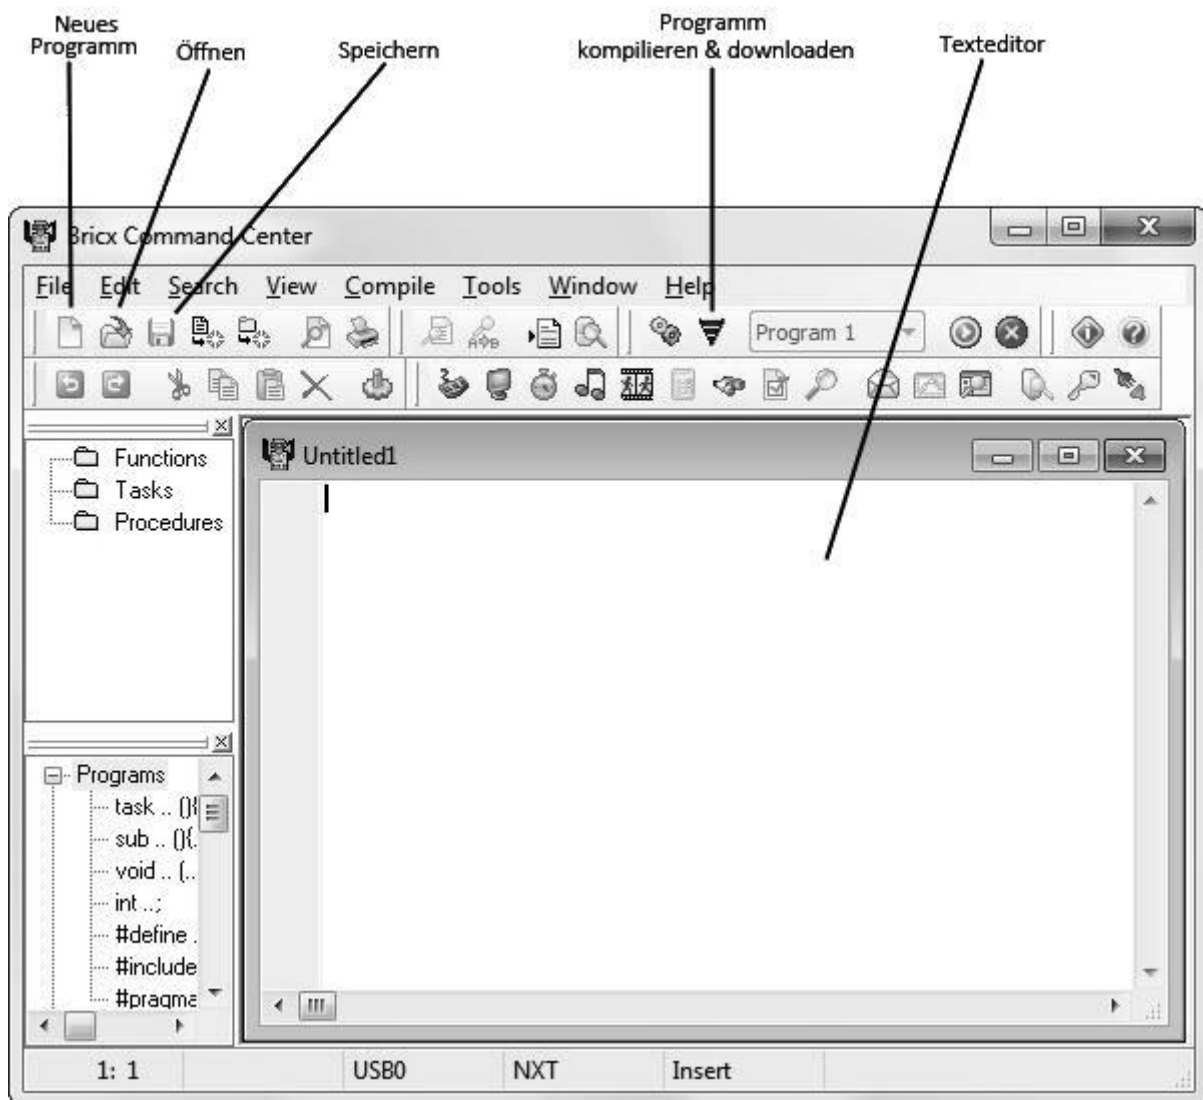 Neues
Programm
Öffnen
Speichern
Programm
kompilieren & downloaden
Texteditor
Bricx Command Center
File Edit Search View Compile Tools Window Help
Program 1
Functions
Tasks
Procedures
Untitled1
Programs
task .. (){
sub .. (){.
void .. (..
int ..;
#define .
#include
#pragma
1: 1 USB0 NXT Insert